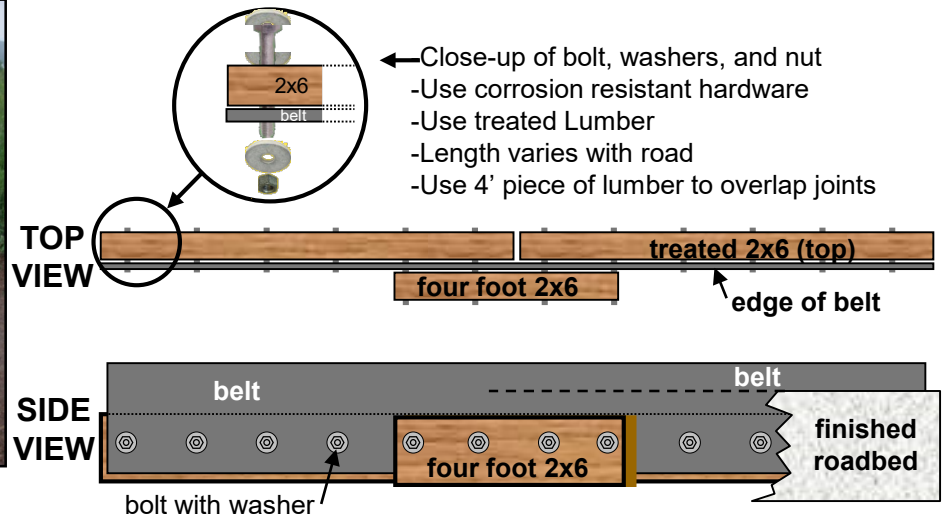 Close-up of bolt, washers, and nut
-Use corrosion resistant hardware
-Use treated Lumber
-Length varies with road
-Use 4’ piece of lumber to overlap joints
2x6
belt
TOP
VIEW
treated 2x6 (top)
four foot 2x6
edge of belt
SIDE
VIEW
belt
belt
four foot 2x6
finished
roadbed
bolt with washer